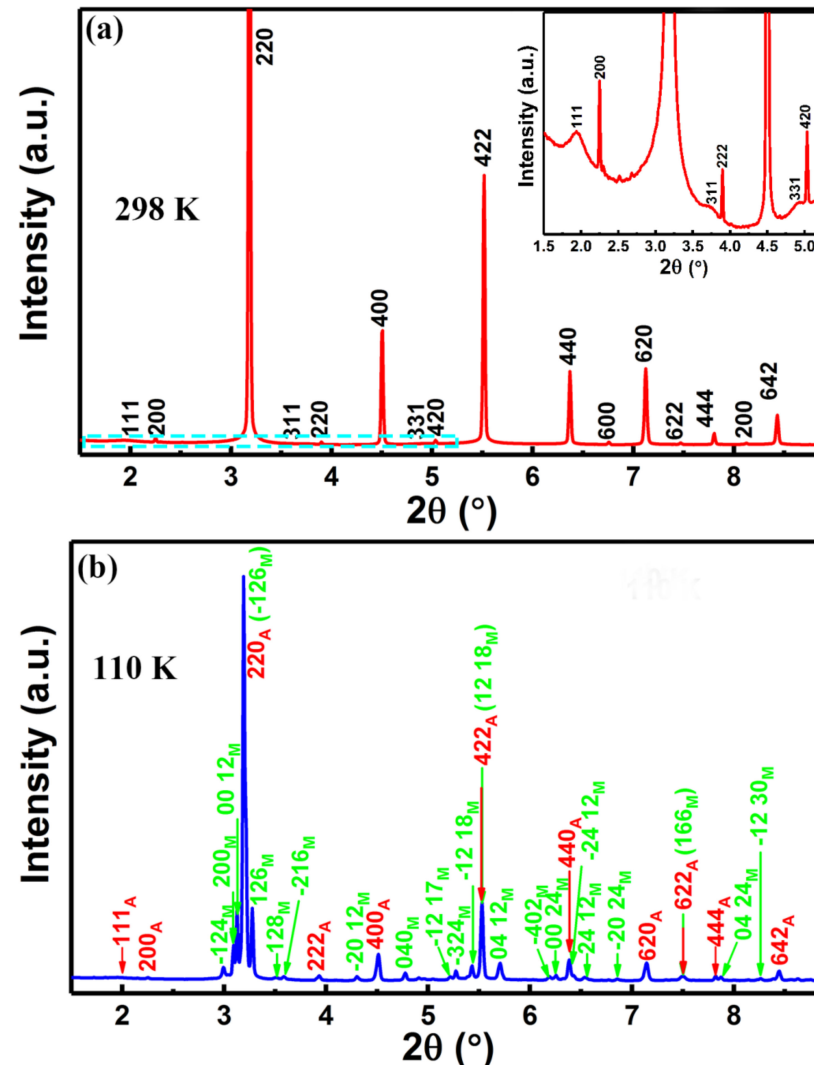 (a)
220
298 K
Intensity (a.u.)
111
200
311
220
400
331
420
422
440
600
620
622
444
200
642
2
3
4
5
6
7
8
2θ (°)
Intensity (a.u.)
111
200
311
222
331
420
1.5
2.0
2.5
3.0
3.5
4.0
4.5
5.0
2θ (°)
(b)
110 K
Intensity (a.u.)
-111A
200A
-124M
200M
00 12M
220A (-126M)
126M
-128M
-216M
222A
-20 12M
400A
040M
-12 17M
-324M
-12 18M
422A (12 18M)
04 12M
-402M
00 24M
440A
-24 12M
24 12M
-20 24M
620A
622A (166M)
444A
04 24M
-12 30M
642A
2
3
4
5
6
7
8
2θ (°)